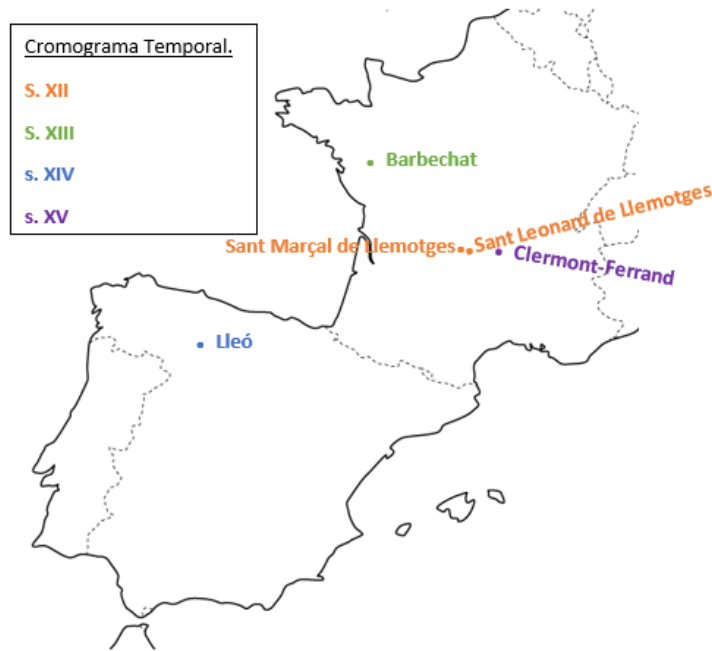 Cromograma Temporal.
S. XII
S. XIII
s. XIV
s. XV
Barbechat
Sant Marçal de Llemotges
Sant Leonard de Llemotges
Clermont-Ferrand
Lleó